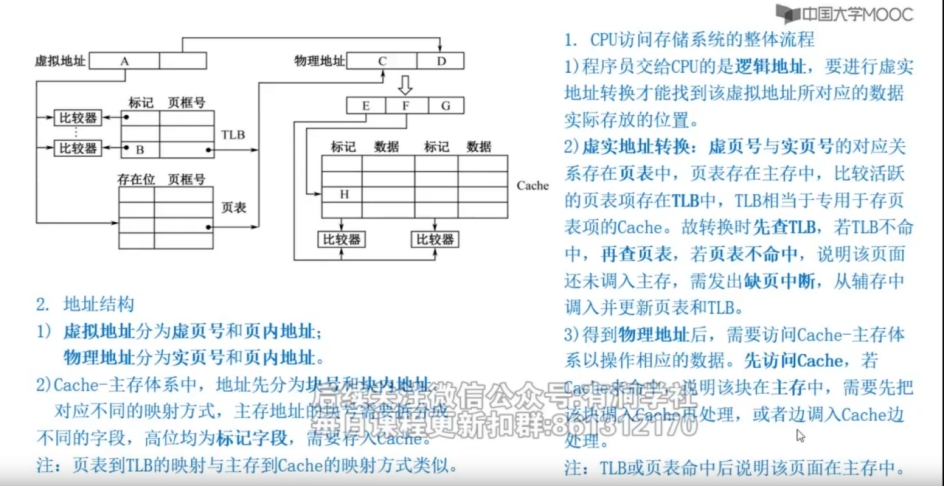 中国大学MOOC
虚拟地址 A
物理地址 C D
E F G
标记 页框号
比较器
⋮
比较器
B
TLB
存在位 页框号
页表
标记 数据 标记 数据
H
Cache
比较器 比较器
2. 地址结构
1) 虚拟地址分为虚页号和页内地址;
物理地址分为实页号和页内地址。
2)Cache-主存体系中，地址先分为块号和块内地址。
对应不同的映射方式，主存地址的块号需要拆分成
不同的字段，高位均为标记字段，需要存入Cache。
注：页表到TLB的映射与主存到Cache的映射方式类似。
1. CPU访问存储系统的整体流程
1)程序员交给CPU的是逻辑地址，要进行虚实
地址转换才能找到该虚拟地址所对应的数据
实际存放的位置。
2)虚实地址转换：虚页号与实页号的对应关
系存在页表中，页表存在主存中，比较活跃
的页表项存在TLB中，TLB相当于专用于存页
表项的Cache。故转换时先查TLB，若TLB不命
中，再查页表，若页表不命中，说明该页面
还未调入主存，需发出缺页中断，从辅存中
调入并更新页表和TLB。
3)得到物理地址后，需要访问Cache-主存体
系以操作相应的数据。先访问Cache，若
Cache未命中，说明该块在主存中，需要先把
该块调入Cache再处理，或者边调入Cache边
处理。
注：TLB或页表命中后说明该页面在主存中。
后续关注微信公众号:有润学社
每日课程更新扣群:861312170